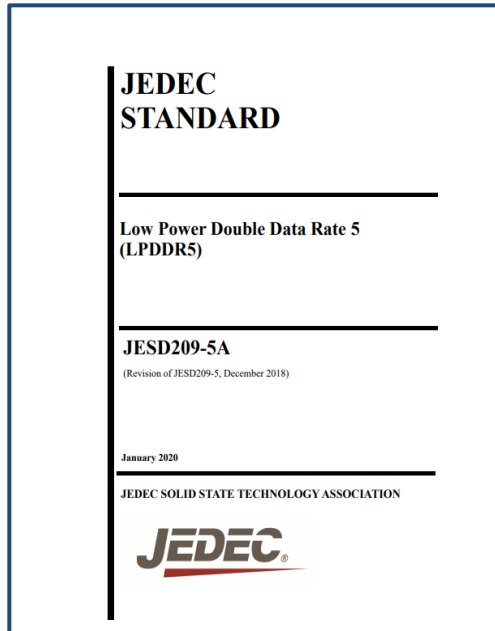 JEDEC
STANDARD
Low Power Double Data Rate 5
(LPDDR5)
JESD209-5A
(Revision of JESD209-5, December 2018)
January 2020
JEDEC SOLID STATE TECHNOLOGY ASSOCIATION
JEDEC®